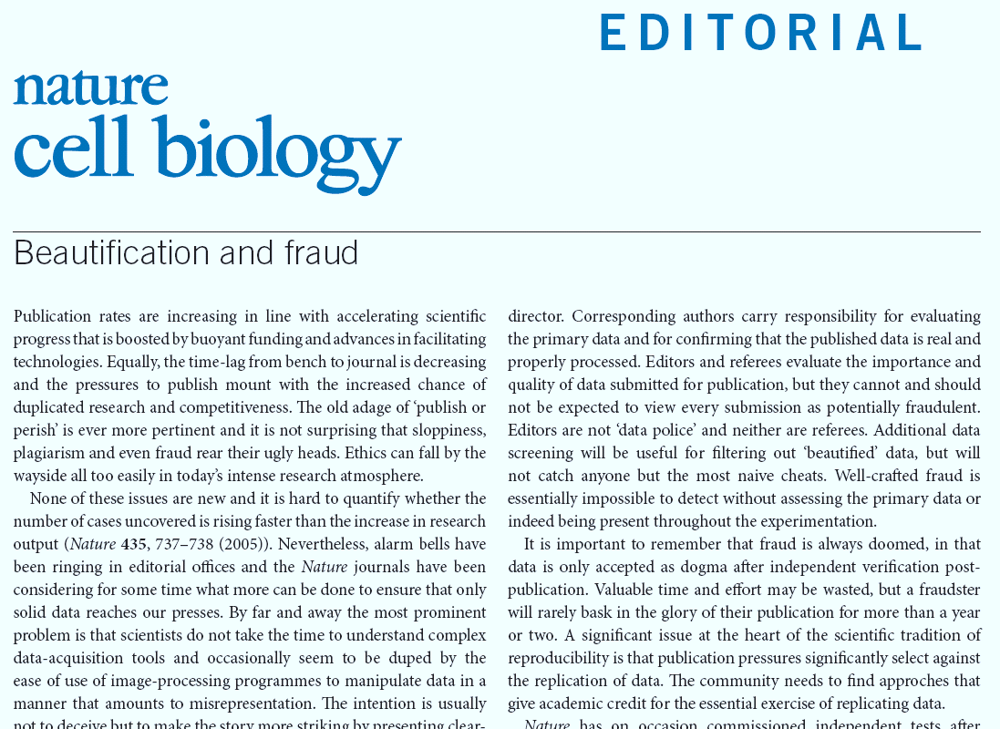 EDITORIAL
nature
cell biology
Beautification and fraud
Publication rates are increasing in line with accelerating scientific
progress that is boosted by buoyant funding and advances in facilitating
technologies. Equally, the time-lag from bench to journal is decreasing
and the pressures to publish mount with the increased chance of
duplicated research and competitiveness. The old adage of ‘publish or
perish’ is ever more pertinent and it is not surprising that sloppiness,
plagiarism and even fraud rear their ugly heads. Ethics can fall by the
wayside all too easily in today’s intense research atmosphere.
None of these issues are new and it is hard to quantify whether the
number of cases uncovered is rising faster than the increase in research
output (Nature 435, 737–738 (2005)). Nevertheless, alarm bells have
been ringing in editorial offices and the Nature journals have been
considering for some time what more can be done to ensure that only
solid data reaches our presses. By far and away the most prominent
problem is that scientists do not take the time to understand complex
data-acquisition tools and occasionally seem to be duped by the
ease of use of image-processing programmes to manipulate data in a
manner that amounts to misrepresentation. The intention is usually
not to deceive but to make the story more striking by presenting clear-
director. Corresponding authors carry responsibility for evaluating
the primary data and for confirming that the published data is real and
properly processed. Editors and referees evaluate the importance and
quality of data submitted for publication, but they cannot and should
not be expected to view every submission as potentially fraudulent.
Editors are not ‘data police’ and neither are referees. Additional data
screening will be useful for filtering out ‘beautified’ data, but will
not catch anyone but the most naive cheats. Well-crafted fraud is
essentially impossible to detect without assessing the primary data or
indeed being present throughout the experimentation.
It is important to remember that fraud is always doomed, in that
data is only accepted as dogma after independent verification post-
publication. Valuable time and effort may be wasted, but a fraudster
will rarely bask in the glory of their publication for more than a year
or two. A significant issue at the heart of the scientific tradition of
reproducibility is that publication pressures significantly select against
the replication of data. The community needs to find approches that
give academic credit for the essential exercise of replicating data.
Nature has on occasion commissioned independent tests after